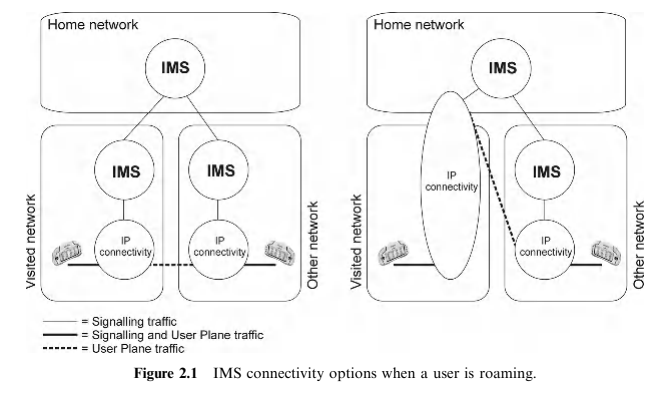 Home network
IMS
IMS
IMS
IP
connectivity
IP
connectivity
Visited network
Other network
Home network
IMS
IP
connectivity
IMS
IP
connectivity
Visited network
Other network
= Signalling traffic
= Signalling and User Plane traffic
= User Plane traffic
Figure 2.1 IMS connectivity options when a user is roaming.